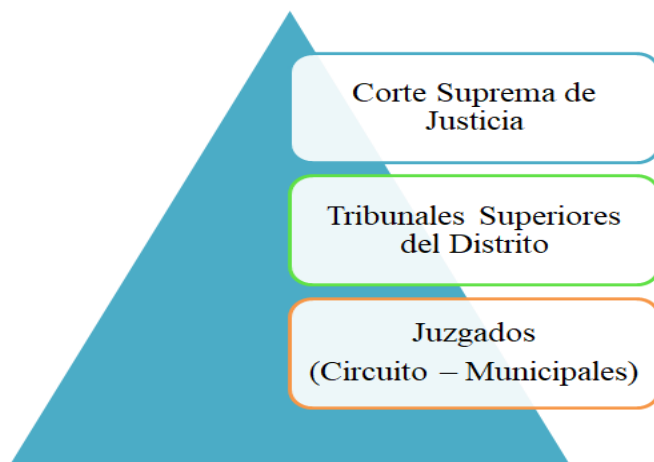 Corte Suprema de
Justicia
Tribunales Superiores
del Distrito
Juzgados
(Circuito – Municipales)